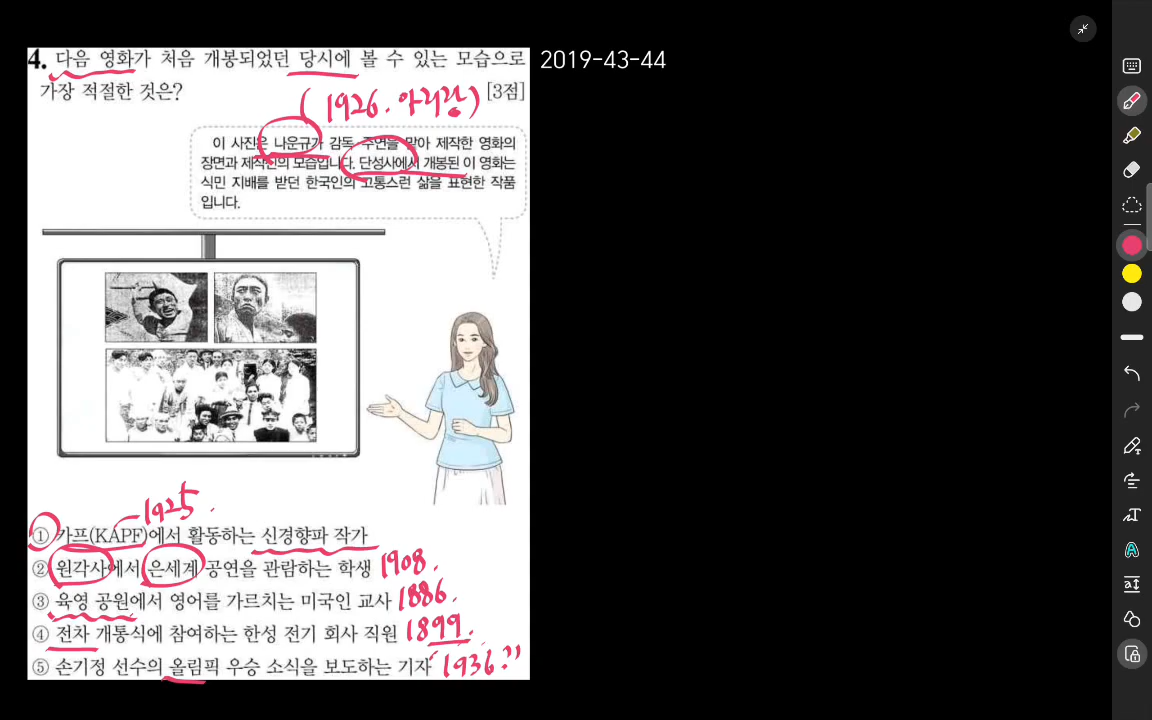 4. 다음 영화가 처음 개봉되었던 당시에 볼 수 있는 모습으로
가장 적절한 것은? [3점]
2019-43-44
(1926. 아리랑)
이 사진은 나운규가 감독, 주연을 맡아 제작한 영화의
장면과 제작진의 모습입니다. 단성사에서 개봉된 이 영화는
식민 지배를 받던 한국인의 고통스런 삶을 표현한 작품
입니다.
1925.
① 카프(KAPF)에서 활동하는 신경향파 작가
② 원각사에서 은세계 공연을 관람하는 학생 1908.
③ 육영 공원에서 영어를 가르치는 미국인 교사 1886.
④ 전차 개통식에 참여하는 한성 전기 회사 직원 1899.
⑤ 손기정 선수의 올림픽 우승 소식을 보도하는 기자 1936.